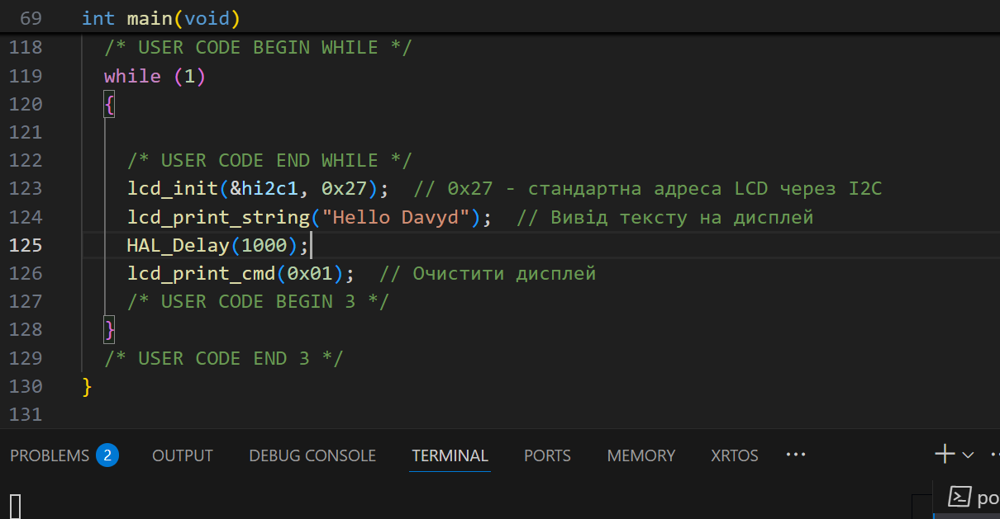 69 int main(void)
118 /* USER CODE BEGIN WHILE */
119 while (1)
120 {
121
122 /* USER CODE END WHILE */
123 lcd_init(&hi2c1, 0x27); // 0x27 - стандартна адреса LCD через I2C
124 lcd_print_string("Hello Davyd"); // Вивід тексту на дисплей
125 HAL_Delay(1000);
126 lcd_print_cmd(0x01); // Очистити дисплей
127 /* USER CODE BEGIN 3 */
128 }
129 /* USER CODE END 3 */
130 }
131
PROBLEMS 2 OUTPUT DEBUG CONSOLE TERMINAL PORTS MEMORY XRTOS ...